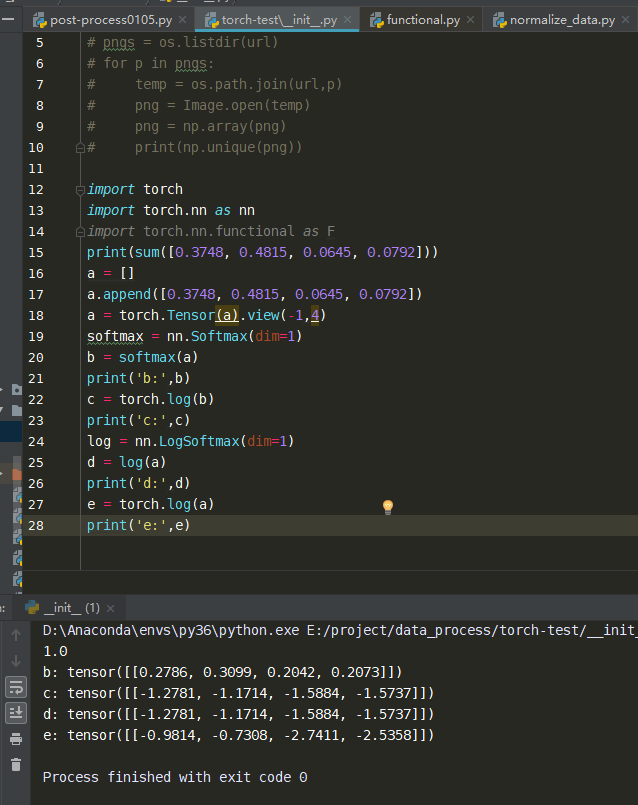 post-process0105.py × torch-test\__init__.py × functional.py × normalize_data.py ×
5 # pngs = os.listdir(url)
6 # for p in pngs:
7 #     temp = os.path.join(url,p)
8 #     png = Image.open(temp)
9 #     png = np.array(png)
10 #     print(np.unique(png))
11
12 import torch
13 import torch.nn as nn
14 import torch.nn.functional as F
15 print(sum([0.3748, 0.4815, 0.0645, 0.0792]))
16 a = []
17 a.append([0.3748, 0.4815, 0.0645, 0.0792])
18 a = torch.Tensor(a).view(-1,4)
19 softmax = nn.Softmax(dim=1)
20 b = softmax(a)
21 print('b:',b)
22 c = torch.log(b)
23 print('c:',c)
24 log = nn.LogSoftmax(dim=1)
25 d = log(a)
26 print('d:',d)
27 e = torch.log(a)
28 print('e:',e)
__init__ (1) ×
D:\Anaconda\envs\py36\python.exe E:/project/data_process/torch-test/__init_
1.0
b: tensor([[0.2786, 0.3099, 0.2042, 0.2073]])
c: tensor([[-1.2781, -1.1714, -1.5884, -1.5737]])
d: tensor([[-1.2781, -1.1714, -1.5884, -1.5737]])
e: tensor([[-0.9814, -0.7308, -2.7411, -2.5358]])
Process finished with exit code 0